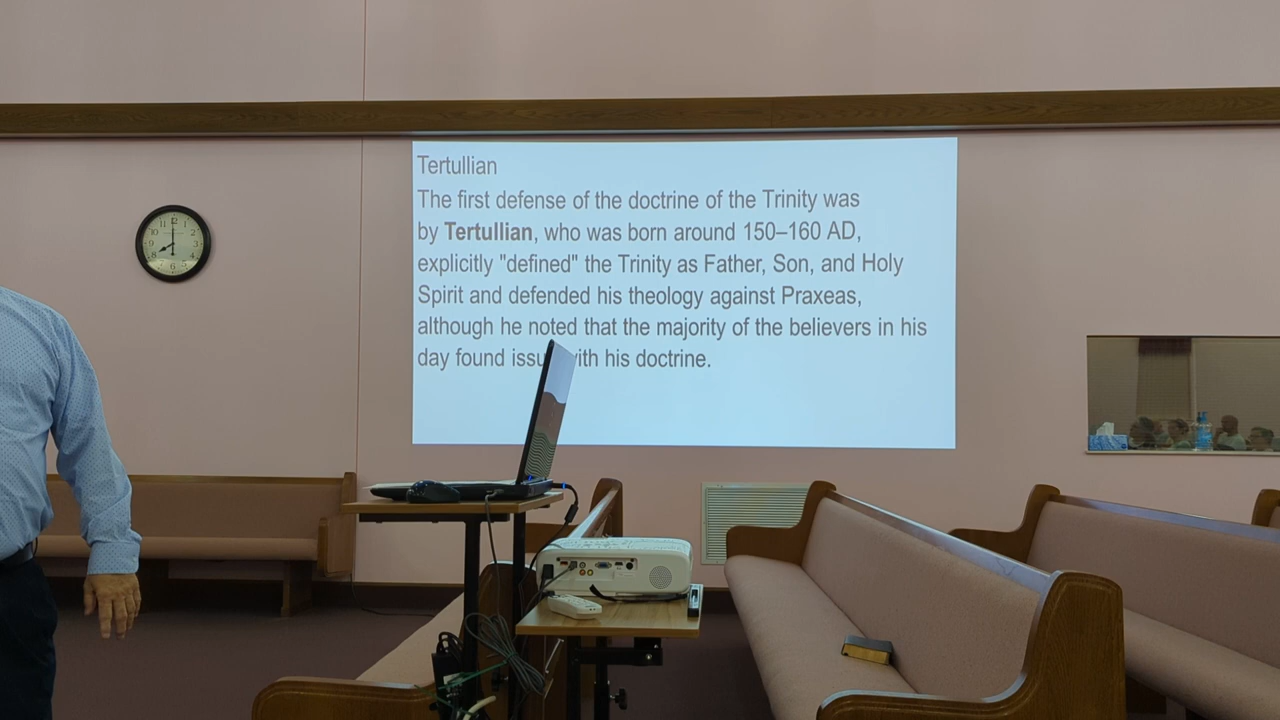 Tertullian
The first defense of the doctrine of the Trinity was
by Tertullian, who was born around 150–160 AD,
explicitly "defined" the Trinity as Father, Son, and Holy
Spirit and defended his theology against Praxeas,
although he noted that the majority of the believers in his
day found issu ith his doctrine.